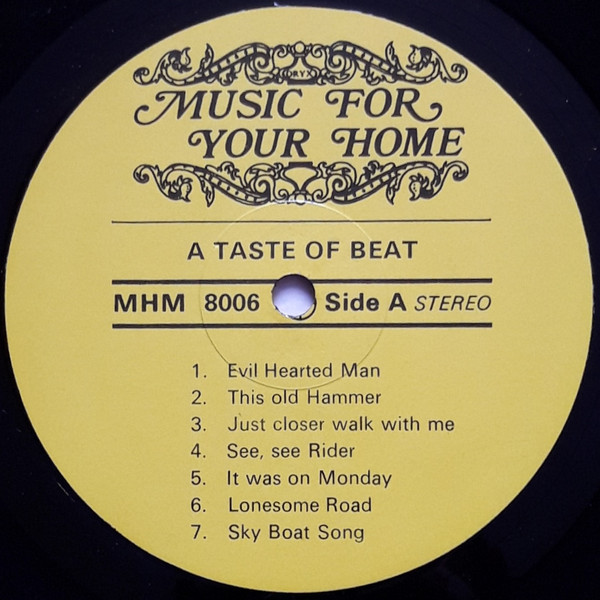 ORYX
MUSIC FOR
YOUR HOME
A TASTE OF BEAT
MHM 8006 Side A STEREO
1. Evil Hearted Man
2. This old Hammer
3. Just closer walk with me
4. See, see Rider
5. It was on Monday
6. Lonesome Road
7. Sky Boat Song